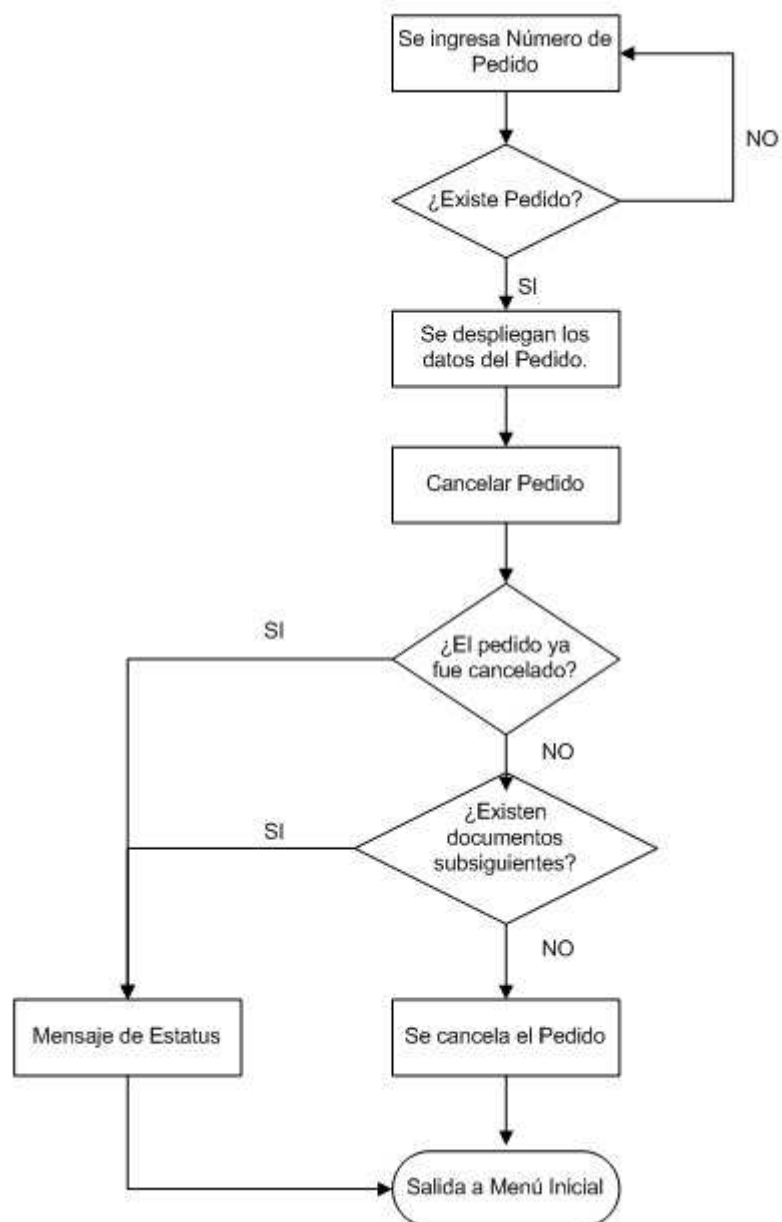 Se ingresa Número de
Pedido
NO
¿Existe Pedido?
SI
Se despliegan los
datos del Pedido.
Cancelar Pedido
SI
¿El pedido ya
fue cancelado?
NO
SI
¿Existen
documentos
subsiguientes?
NO
Mensaje de Estatus
Se cancela el Pedido
Salida a Menú Inicial